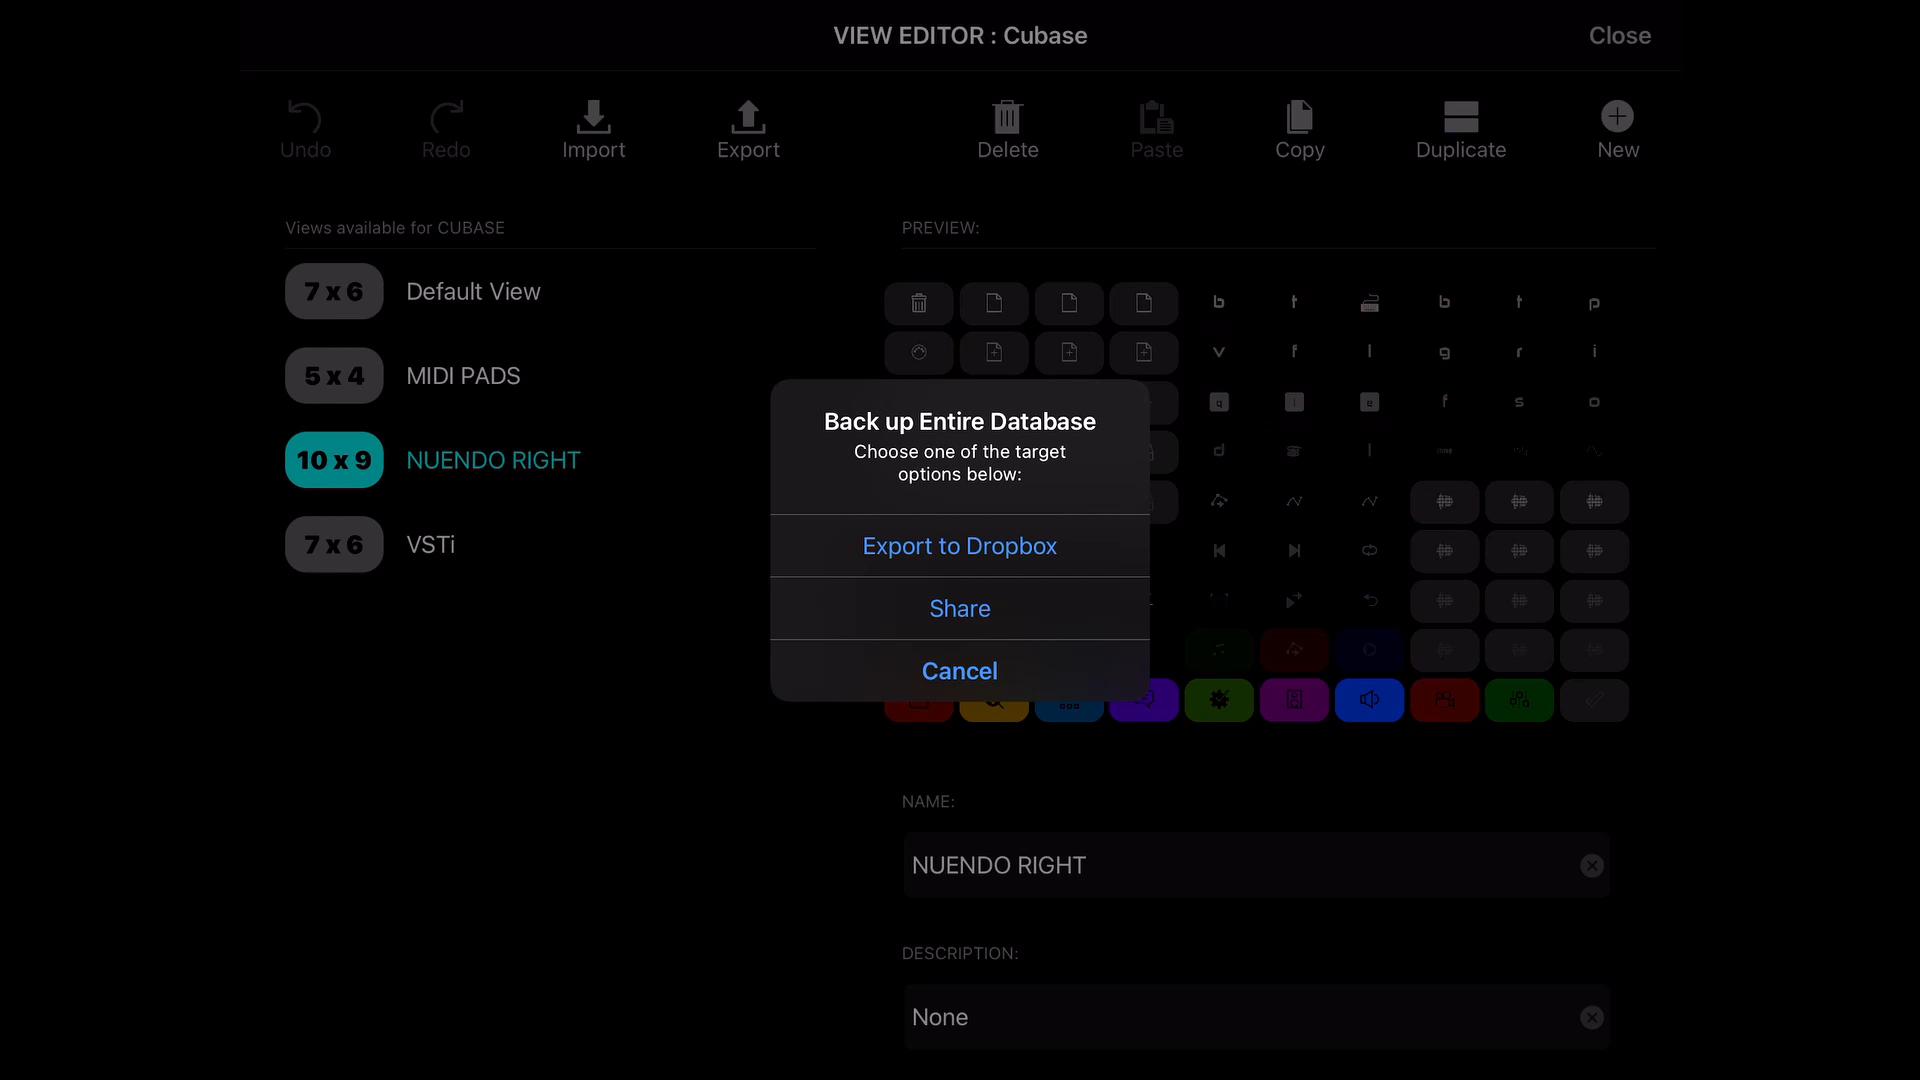 VIEW EDITOR : Cubase
Close
Undo
Redo
Import
Export
Delete
Paste
Copy
Duplicate
New
Views available for CUBASE
PREVIEW:
7 x 6 Default View
5 x 4 MIDI PADS
10 x 9 NUENDO RIGHT
7 x 6 VSTi
b t b t p
v f l g r i
q i e f s o
d l
Back up Entire Database
Choose one of the target
options below:
Export to Dropbox
Share
Cancel
NAME:
NUENDO RIGHT
DESCRIPTION:
None